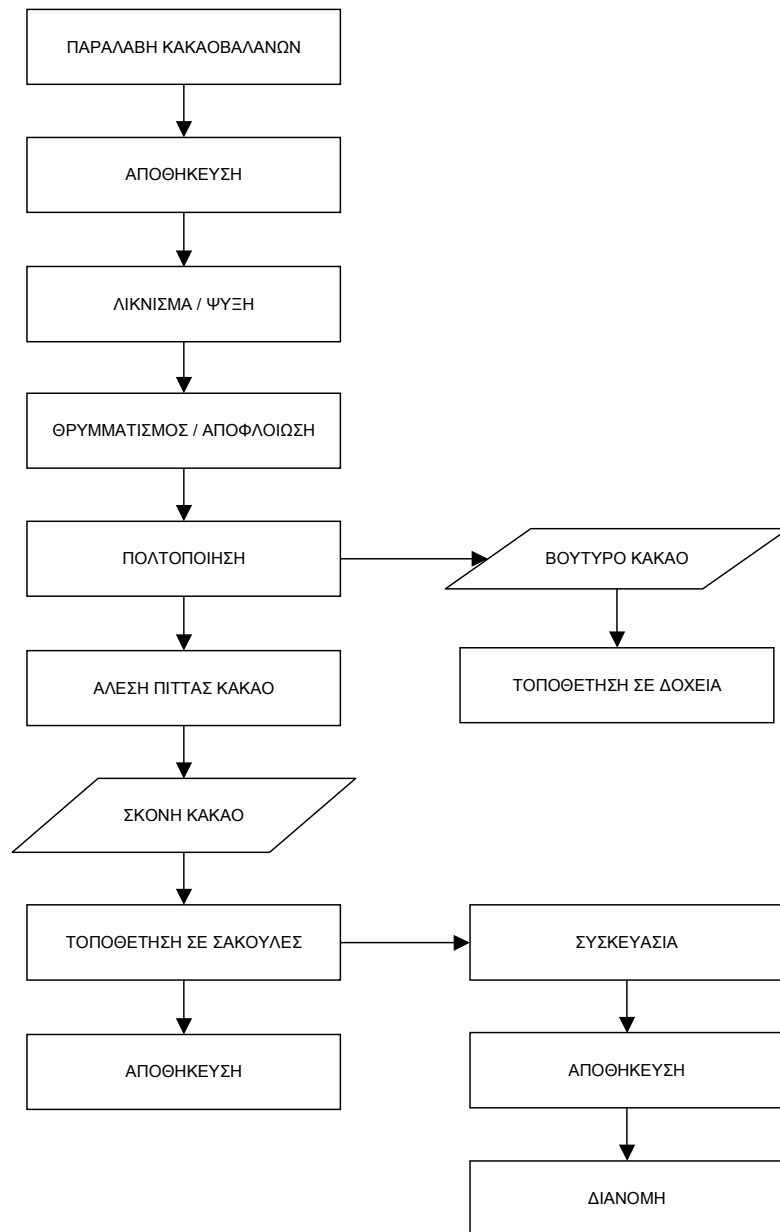 ΠΑΡΑΛΑΒΗ ΚΑΚΑΟΒΑΛΑΝΩΝ
ΑΠΟΘΗΚΕΥΣΗ
ΛΙΚΝΙΣΜΑ / ΨΥΞΗ
ΘΡΥΜΜΑΤΙΣΜΟΣ / ΑΠΟΦΛΟΙΩΣΗ
ΠΟΛΤΟΠΟΙΗΣΗ
ΒΟΥΤΥΡΟ ΚΑΚΑΟ
ΑΛΕΣΗ ΠΙΤΤΑΣ ΚΑΚΑΟ
ΤΟΠΟΘΕΤΗΣΗ ΣΕ ΔΟΧΕΙΑ
ΣΚΟΝΗ ΚΑΚΑΟ
ΤΟΠΟΘΕΤΗΣΗ ΣΕ ΣΑΚΟΥΛΕΣ
ΣΥΣΚΕΥΑΣΙΑ
ΑΠΟΘΗΚΕΥΣΗ
ΑΠΟΘΗΚΕΥΣΗ
ΔΙΑΝΟΜΗ